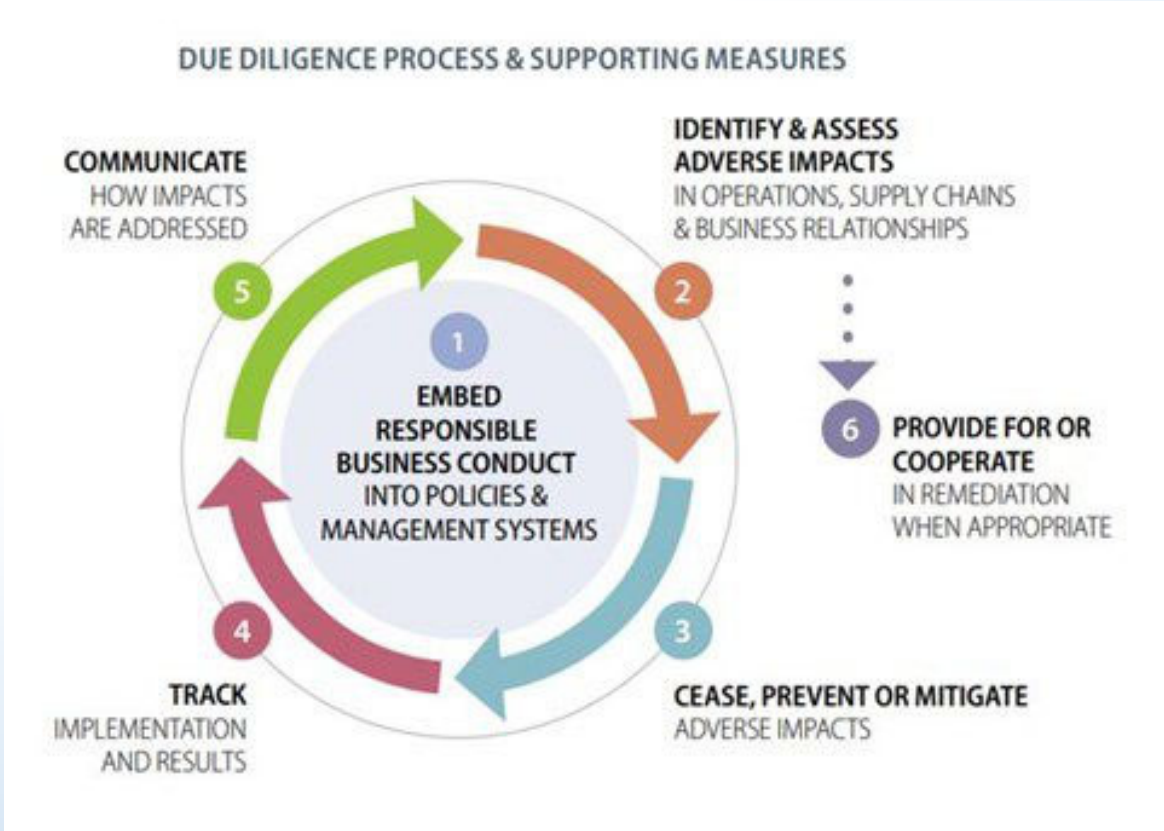 DUE DILIGENCE PROCESS & SUPPORTING MEASURES
1
EMBED
RESPONSIBLE
BUSINESS CONDUCT
INTO POLICIES &
MANAGEMENT SYSTEMS
IDENTIFY & ASSESS
ADVERSE IMPACTS
IN OPERATIONS, SUPPLY CHAINS
& BUSINESS RELATIONSHIPS
2
3
CEASE, PREVENT OR MITIGATE
ADVERSE IMPACTS
4
TRACK
IMPLEMENTATION
AND RESULTS
COMMUNICATE
HOW IMPACTS
ARE ADDRESSED
5
6
PROVIDE FOR OR
COOPERATE
IN REMEDIATION
WHEN APPROPRIATE